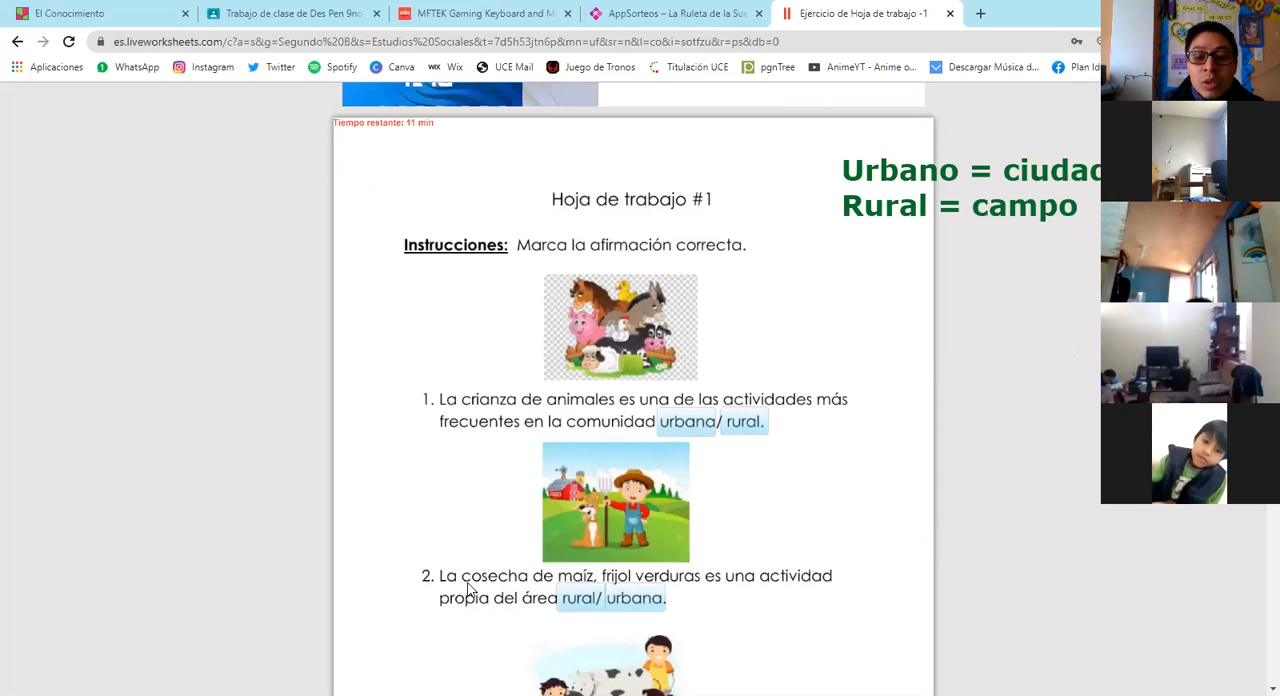 El Conocimiento
Trabajo de clase de Des Pen 9no
MFTEK Gaming Keyboard and M
AppSorteos – La Ruleta de la Sue
Ejercicio de Hoja de trabajo -1
es.liveworksheets.com/c?a=s&g=Segundo%20B&s=Estudios%20Sociales&t=7d5h53jtn6p&mn=uf&sr=n&l=co&i=sotfzu&r=ps&db=0
Aplicaciones WhatsApp Instagram Twitter Spotify Canva Wix E Mail Juego de Tronos Titulación UCE pgnTree AnimeYT - Anime o... Descargar Música d... Plan Id
Tiempo restante: 11 min
Urbano = ciudad
Rural = campo
Hoja de trabajo #1
Instrucciones: Marca la afirmación correcta.
1. La crianza de animales es una de las actividades más
frecuentes en la comunidad urbana/ rural.
2. La cosecha de maíz, frijol verduras es una actividad
propia del área rural/ urbana.